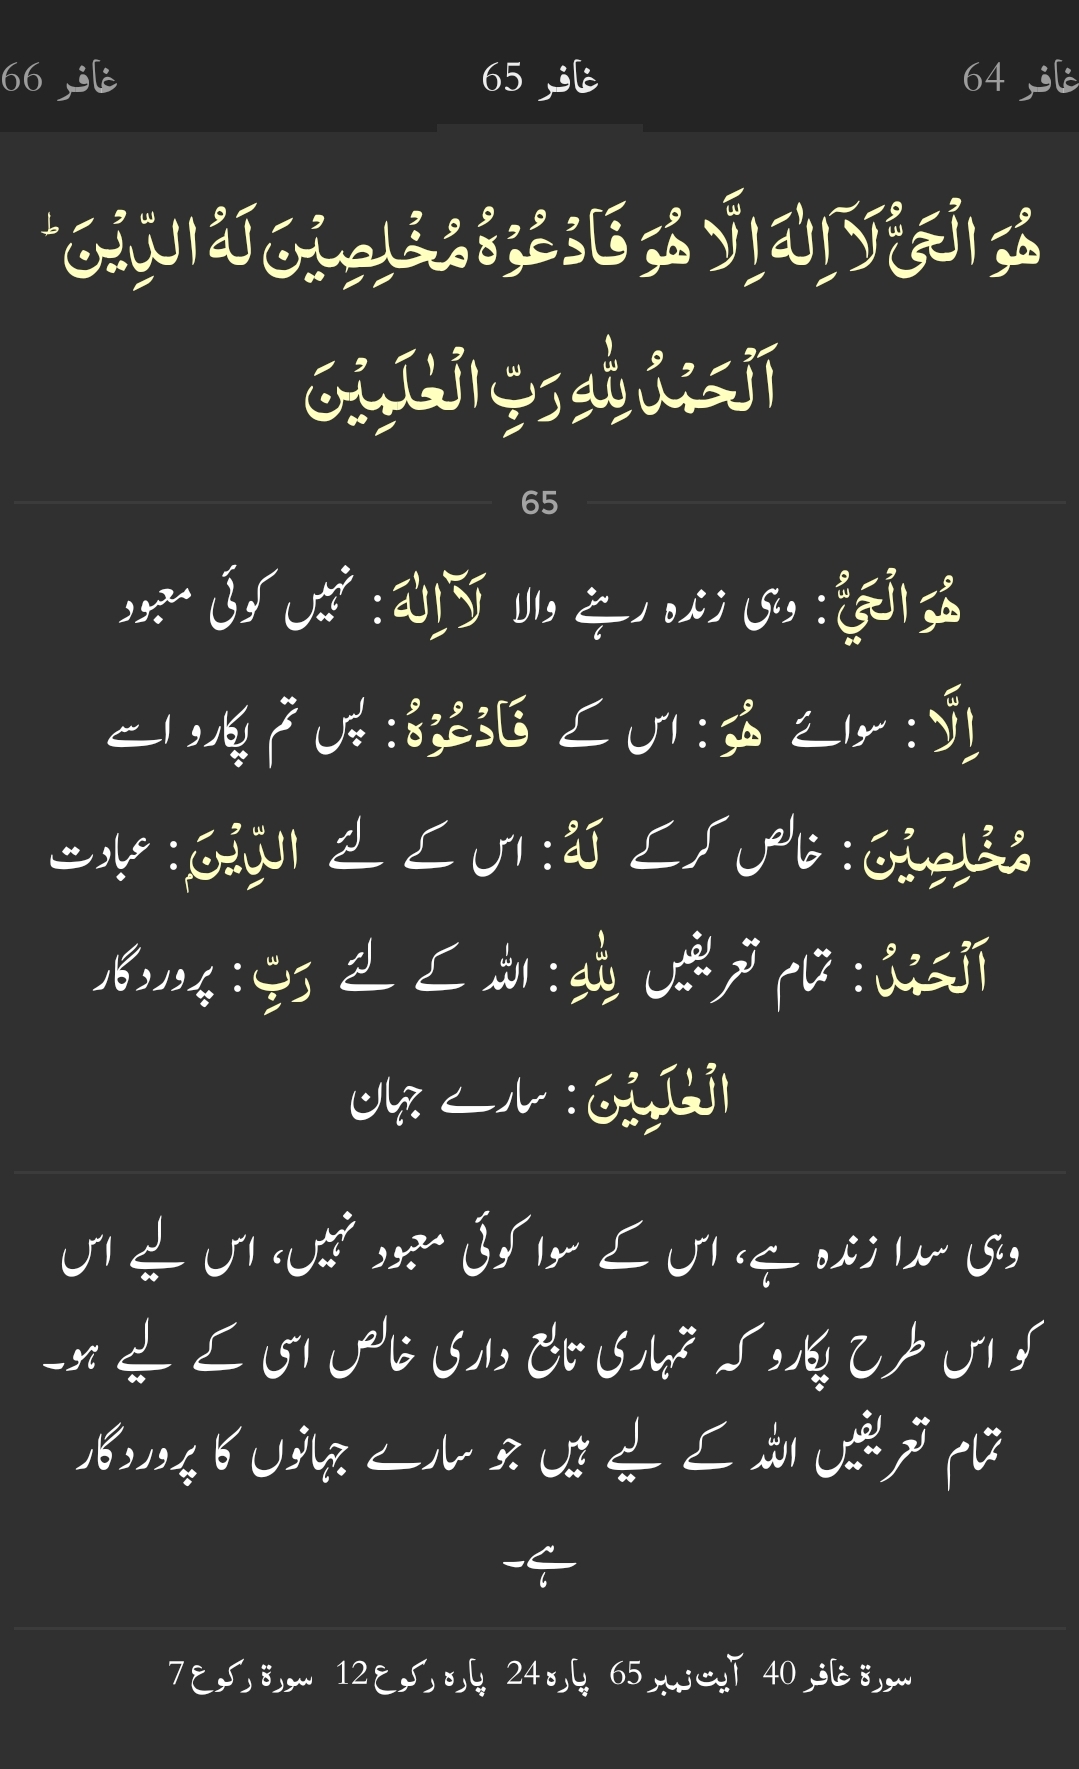 غافر 64 غافر 65 غافر 66
هُوَ الْحَیُّ لَاۤ اِلٰهَ اِلَّا هُوَ فَادْعُوْهُ مُخْلِصِیْنَ لَهُ الدِّیْنَ ؕ
اَلْحَمْدُ لِلّٰهِ رَبِّ الْعٰلَمِیْنَ
65
هُوَ الْحَيُّ : وہی زندہ رہنے والا لَآ اِلٰهَ : نہیں کوئی معبود
اِلَّا : سوائے هُوَ : اس کے فَادْعُوْهُ : پس تم پکارو اسے
مُخْلِصِيْنَ : خالص کرکے لَهُ : اس کے لئے الدِّيْنَ ۭ : عبادت
اَلْحَمْدُ : تمام تعریفیں لِلّٰهِ : اللہ کے لئے رَبِّ : پروردگار
الْعٰلَمِيْنَ : سارے جہان
وہی سدا زندہ ہے، اس کے سوا کوئی معبود نہیں، اس لیے اس
کو اس طرح پکارو کہ تمہاری تابع داری خالص اسی کے لیے ہو۔
تمام تعریفیں اللہ کے لیے ہیں جو سارے جہانوں کا پروردگار
ہے۔
سورة غافر 40 آیت نمبر 65 پارہ 24 پارہ رکوع 12 سورة رکوع 7